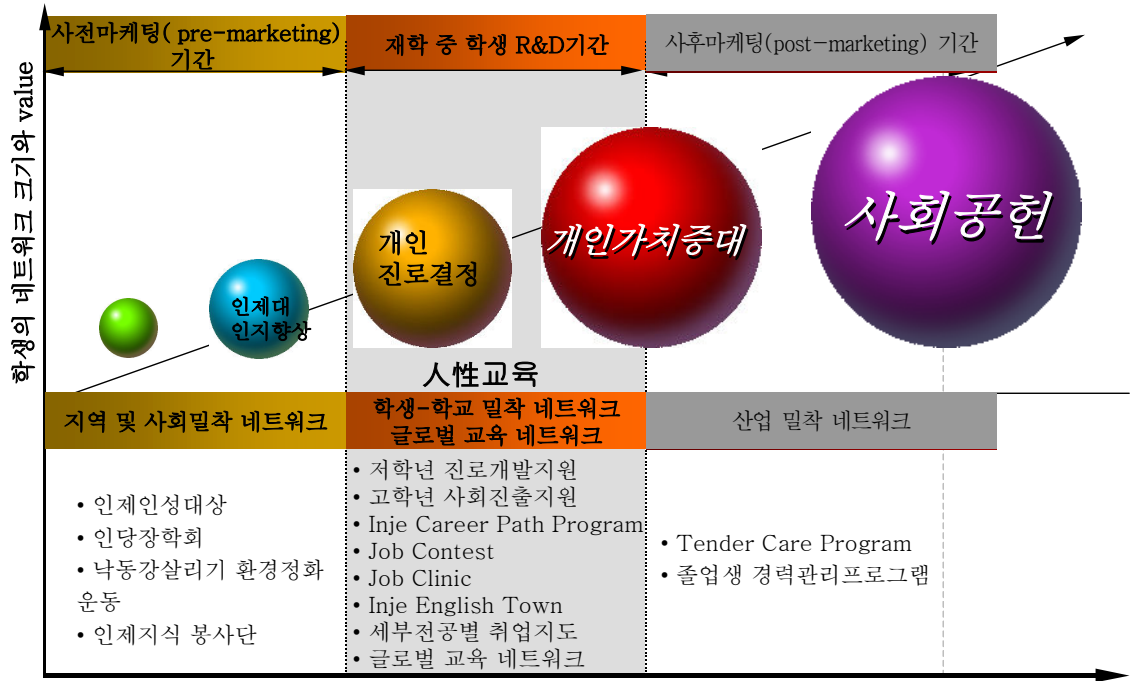 사전마케팅( pre-marketing)
기간
재학 중 학생 R&D기간
사후마케팅(post-marketing) 기간
학생의 네트워크 크기와 value
인제대
인지향상
개인
진로결정
개인가치증대
사회공헌
人性교육
지역 및 사회밀착 네트워크
학생-학교 밀착 네트워크
글로벌 교육 네트워크
산업 밀착 네트워크
• 인제인성대상
• 인당장학회
• 낙동강살리기 환경정화
운동
• 인제지식 봉사단
• 저학년 진로개발지원
• 고학년 사회진출지원
• Inje Career Path Program
• Job Contest
• Job Clinic
• Inje English Town
• 세부전공별 취업지도
• 글로벌 교육 네트워크
• Tender Care Program
• 졸업생 경력관리프로그램